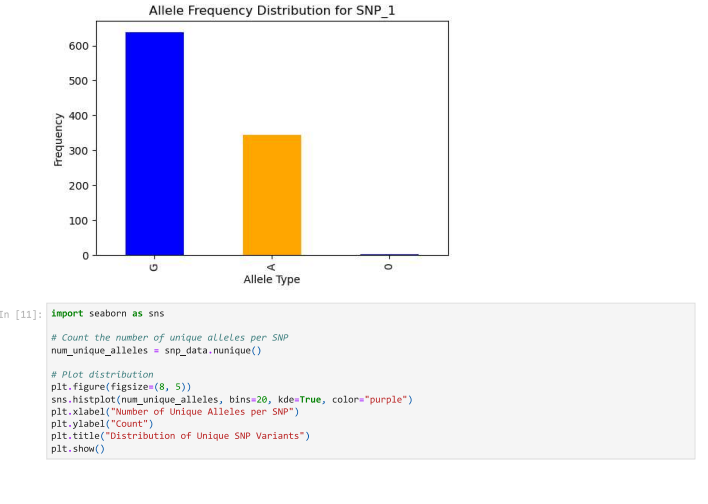 Allele Frequency Distribution for SNP_1
600
500
400
300
200
100
0
Frequency
G
A
0
Allele Type
In [11]:
import seaborn as sns
# Count the number of unique alleles per SNP
num_unique_alleles = snp_data.nunique()
# Plot distribution
plt.figure(figsize=(8, 5))
sns.histplot(num_unique_alleles, bins=20, kde=True, color="purple")
plt.xlabel("Number of Unique Alleles per SNP")
plt.ylabel("Count")
plt.title("Distribution of Unique SNP Variants")
plt.show()